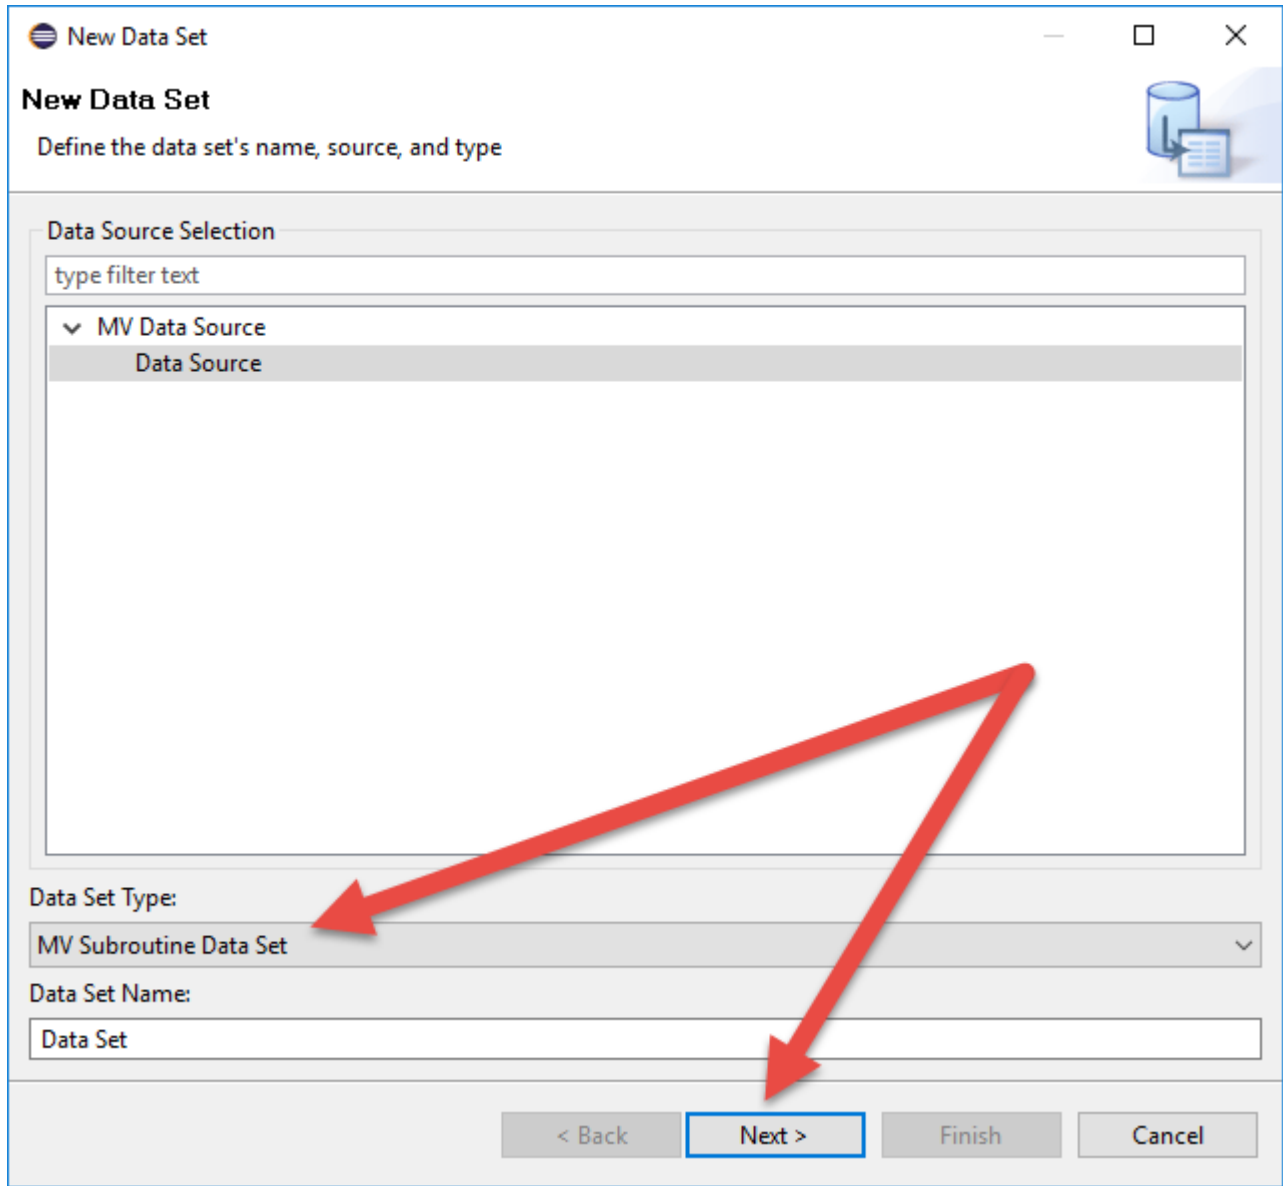 New Data Set
New Data Set
Define the data set's name, source, and type
Data Source Selection
type filter text
MV Data Source
Data Source
Data Set Type:
MV Subroutine Data Set
Data Set Name:
Data Set
< Back Next > Finish Cancel